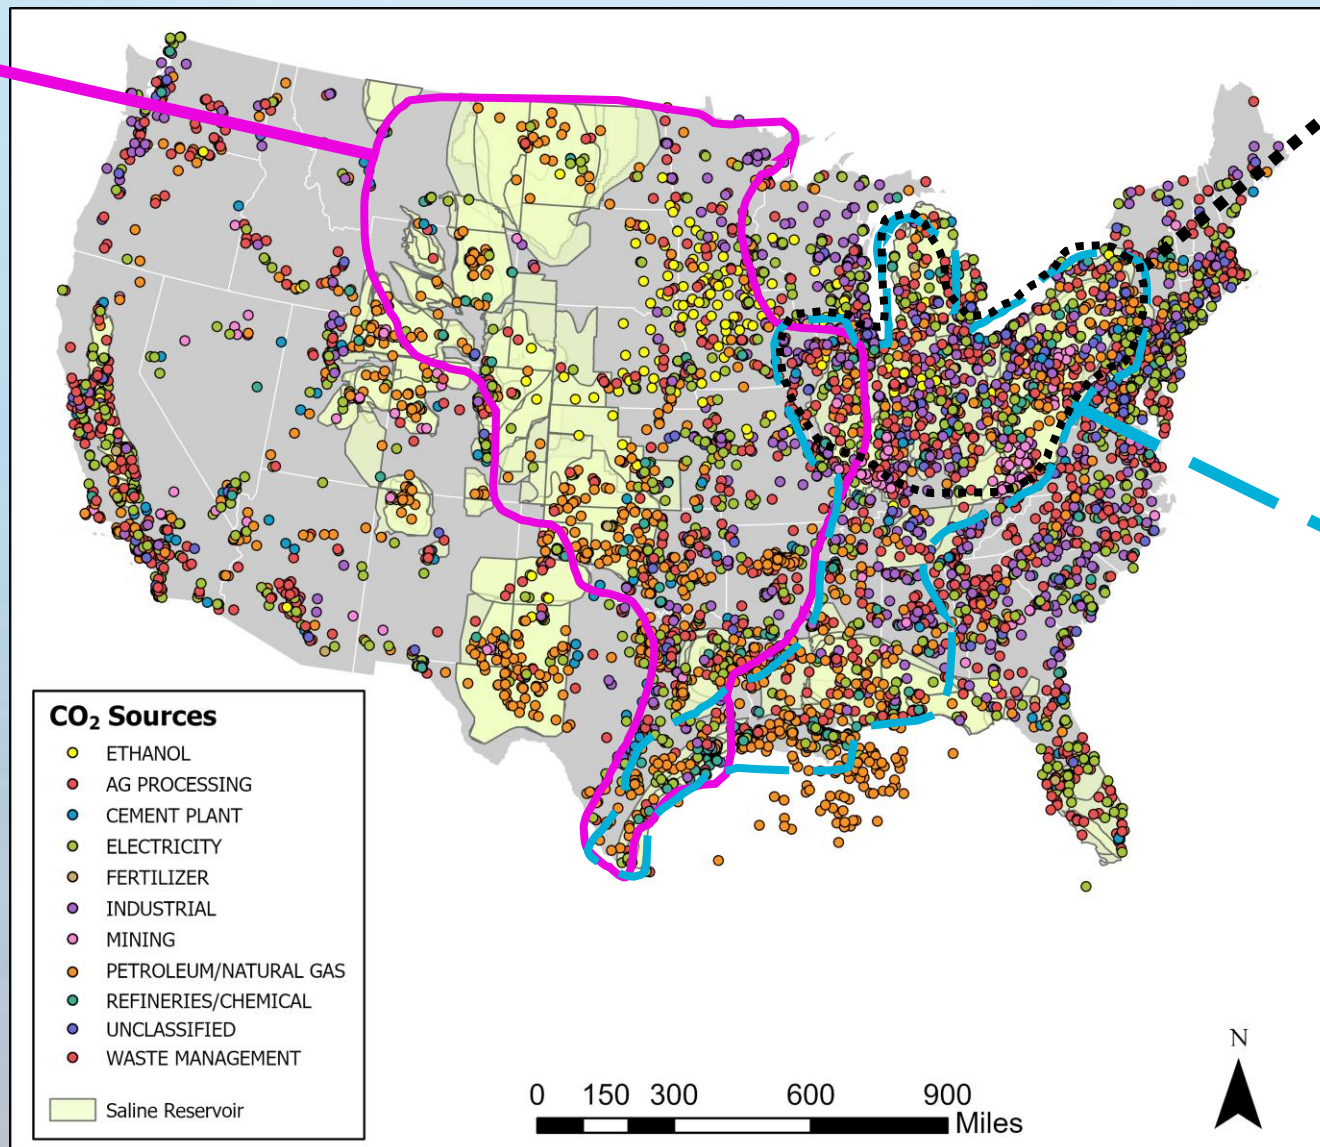 CO₂ Sources
ETHANOL
AG PROCESSING
CEMENT PLANT
ELECTRICITY
FERTILIZER
INDUSTRIAL
MINING
PETROLEUM/NATURAL GAS
REFINERIES/CHEMICAL
UNCLASSIFIED
WASTE MANAGEMENT
Saline Reservoir
0 150 300 600 900
Miles
N